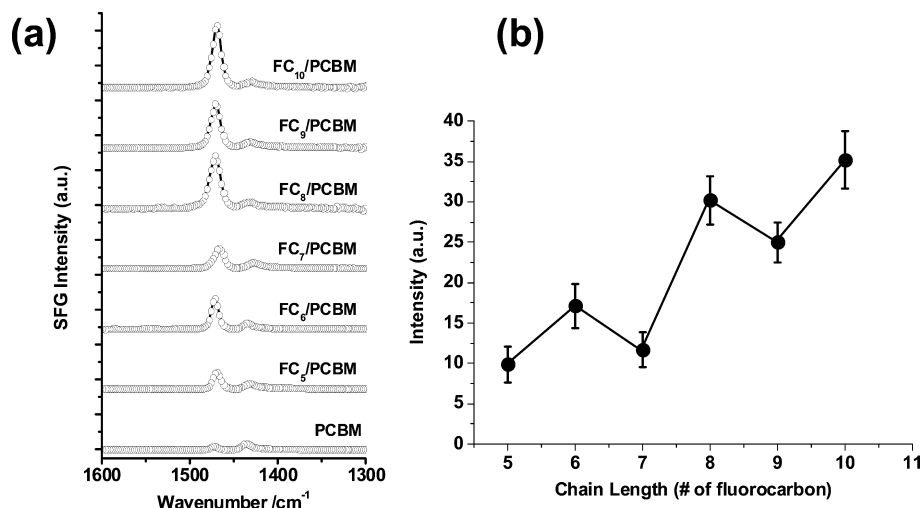 (a)
SFG Intensity (a.u.)
FC10/PCBM
FC9/PCBM
FC8/PCBM
FC7/PCBM
FC6/PCBM
FC5/PCBM
PCBM
1600 1500 1400 1300
Wavenumber /cm-1
(b)
Intensity (a.u.)
40
35
30
25
20
15
10
5
0
5 6 7 8 9 10 11
Chain Length (# of fluorocarbon)